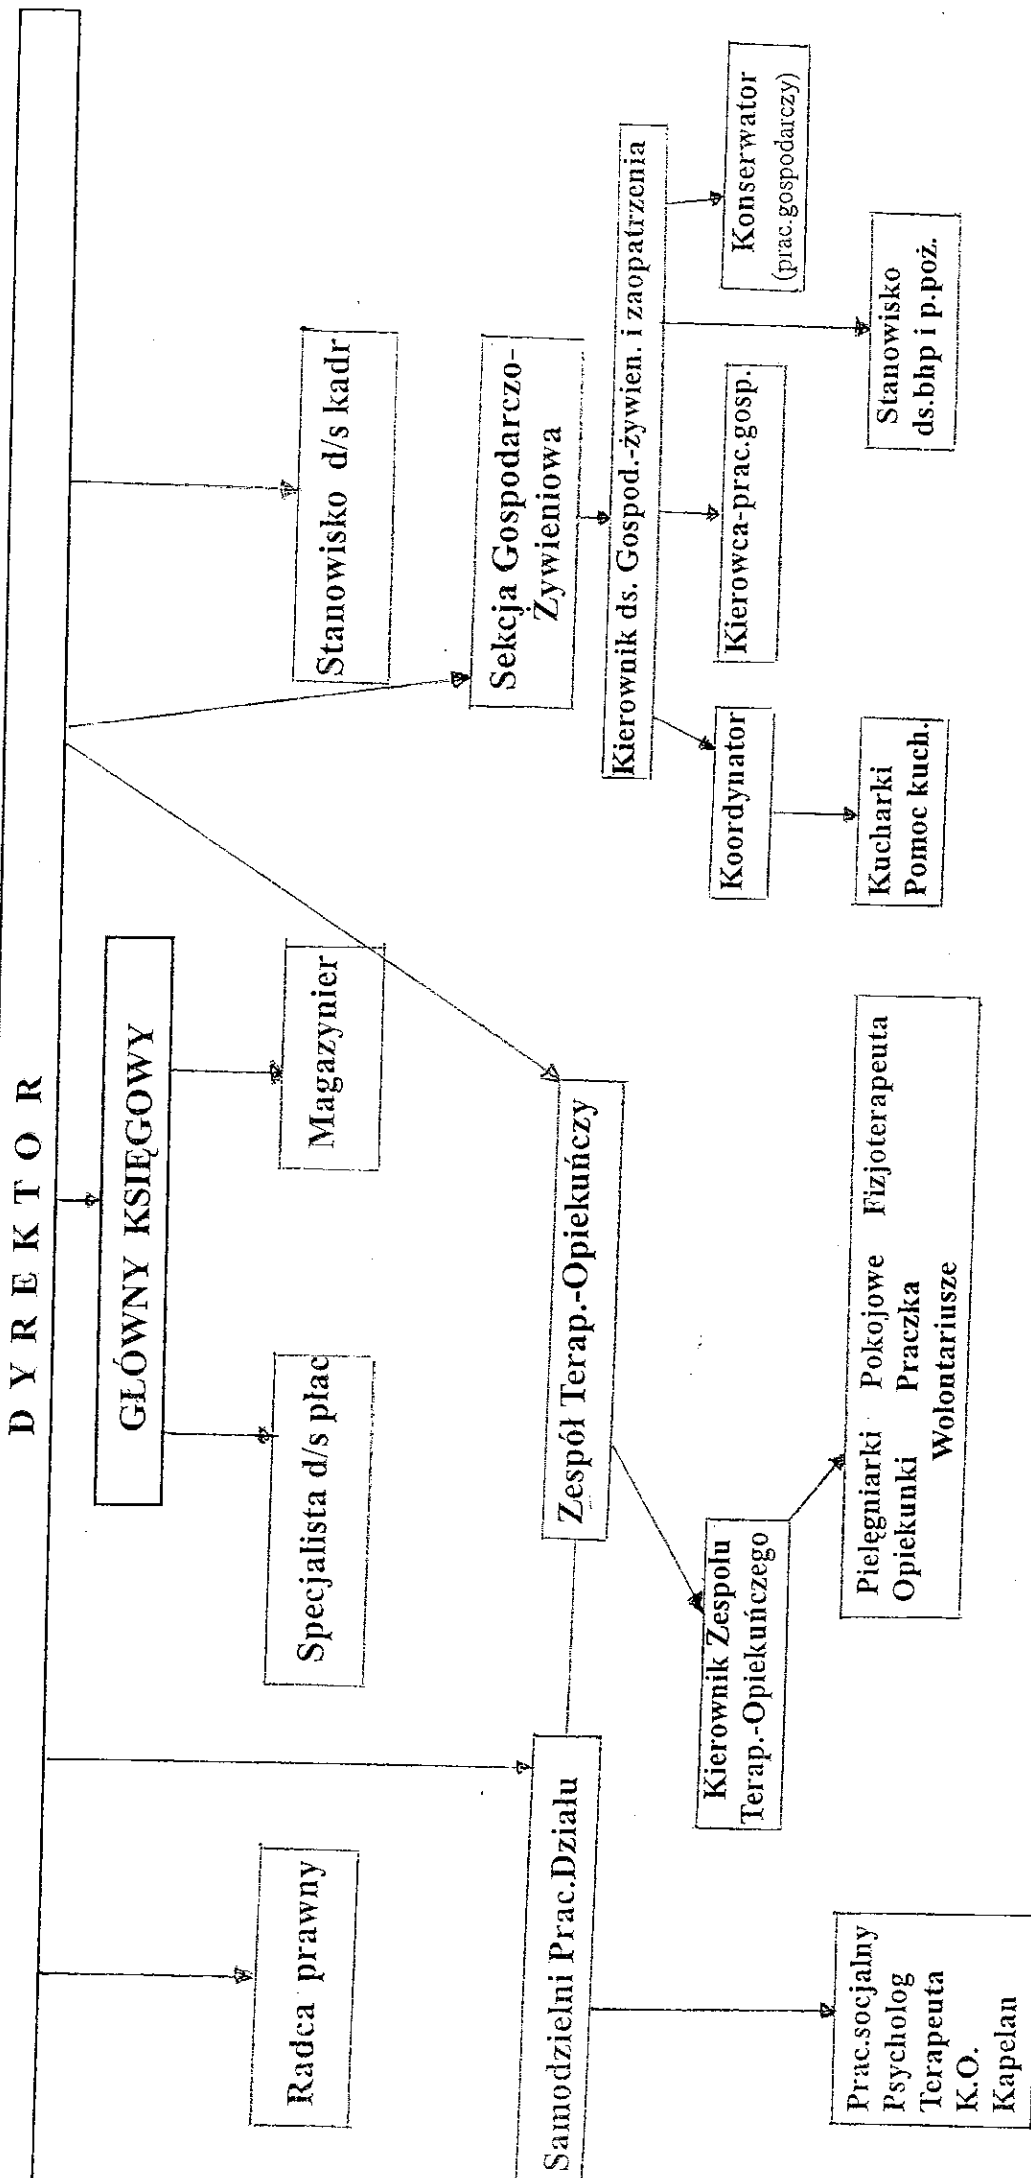 D Y R E K T O R
GŁÓWNY KSIĘGOWY
Radca prawny
Specjalista d/s płac
Magazynier
Stanowisko d/s kadr
Samodzielni Prac.Działu
Zespół Terap.-Opiekuńczy
Sekcja Gospodarczo-
Żywieniowa
Kierownik ds. Gospod.-żywien. i zaopatrzenia
Kierownik Zespołu
Terap.-Opiekuńczego
Koordynator
Kierowca-prac.gosp.
Konserwator
(prac.gospodarczy)
Prac.socjalny
Psycholog
Terapeuta
K.O.
Kapelan
Pielęgniarki Pokojowe Fizjoterapeuta
Opiekunki Praczka
Wolontariusze
Kucharki
Pomoc kuch.
Stanowisko
ds.bhp i p.poż.